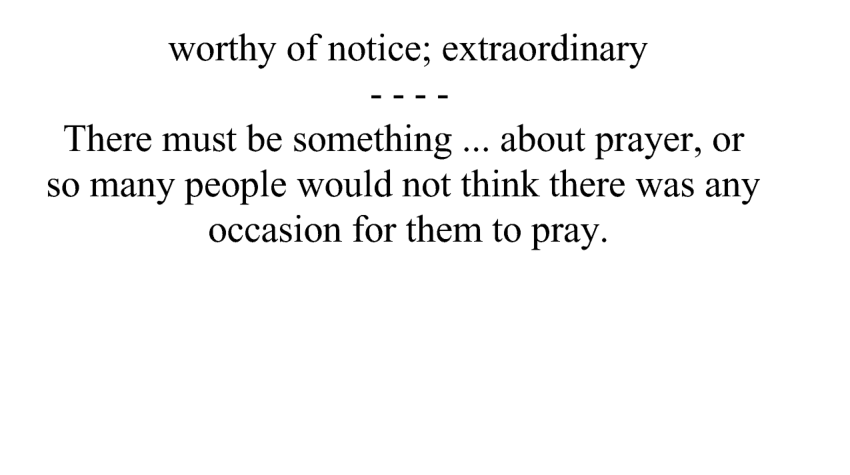 worthy of notice; extraordinary
- - - -
There must be something ... about prayer, or
so many people would not think there was any
occasion for them to pray.